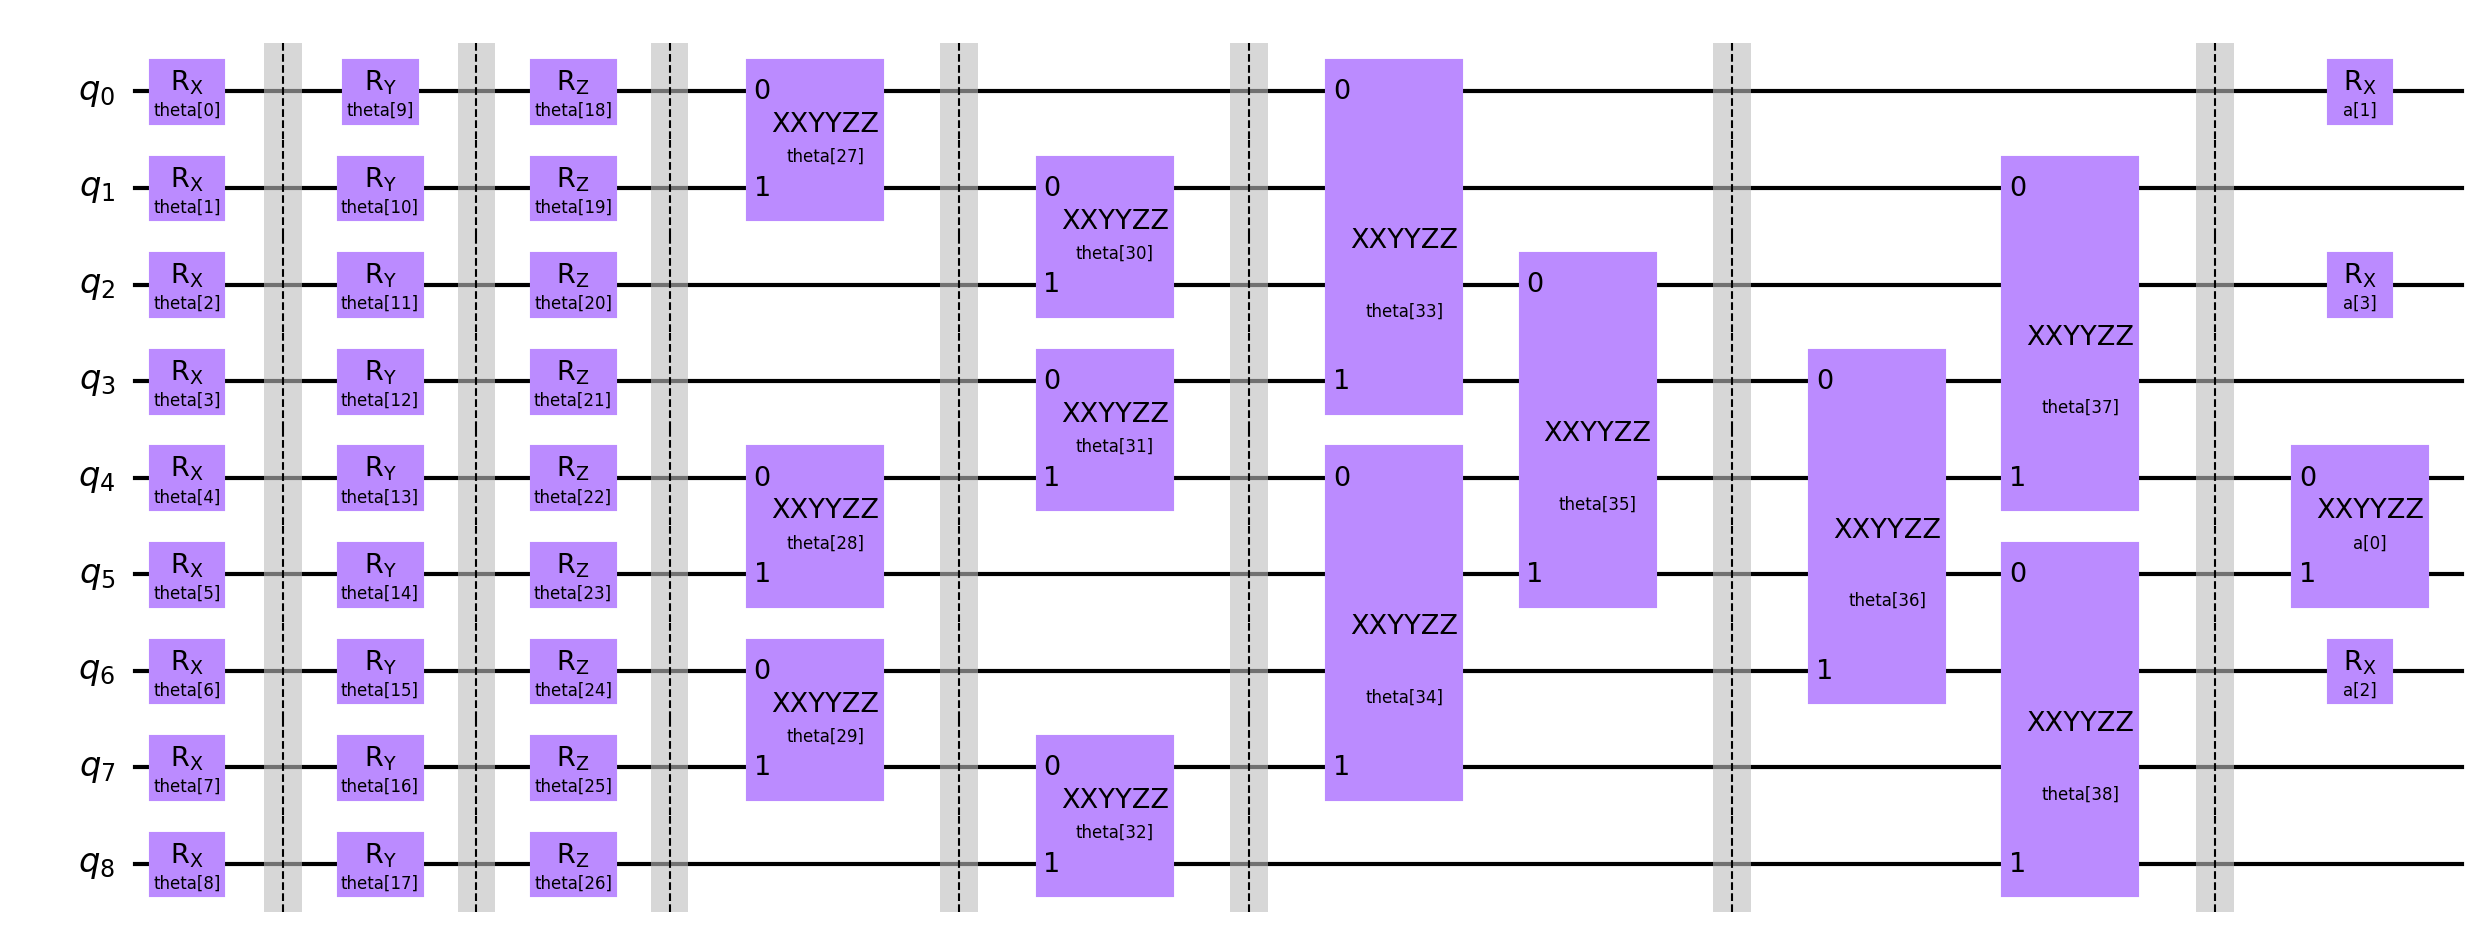 q0 RX theta[0] RY theta[9] RZ theta[18] 0 XXYYZZ theta[27] 1 0 XXYYZZ theta[33] 1 RX a[1]
q1 RX theta[1] RY theta[10] RZ theta[19] 0 XXYYZZ theta[30] 1 0 XXYYZZ theta[37] 1
q2 RX theta[2] RY theta[11] RZ theta[20] 0 XXYYZZ theta[35] 1 RX a[3]
q3 RX theta[3] RY theta[12] RZ theta[21] 0 XXYYZZ theta[31] 1 0 XXYYZZ theta[36] 1
q4 RX theta[4] RY theta[13] RZ theta[22] 0 XXYYZZ theta[28] 1 0 XXYYZZ theta[34] 1 0 XXYYZZ a[0] 1
q5 RX theta[5] RY theta[14] RZ theta[23] 0 XXYYZZ theta[38] 1
q6 RX theta[6] RY theta[15] RZ theta[24] 0 XXYYZZ theta[29] 1 RX a[2]
q7 RX theta[7] RY theta[16] RZ theta[25] 0 XXYYZZ theta[32] 1
q8 RX theta[8] RY theta[17] RZ theta[26]